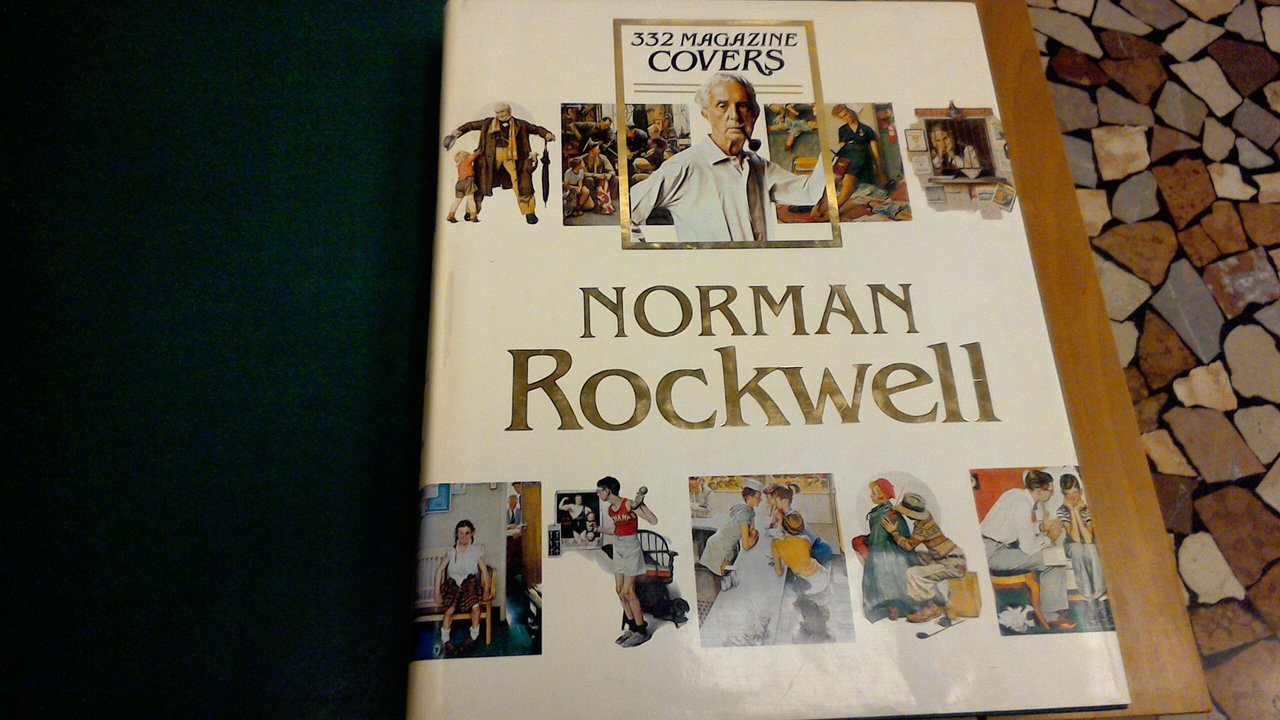 332 MAGAZINE
COVERS
NORMAN
Rockwell